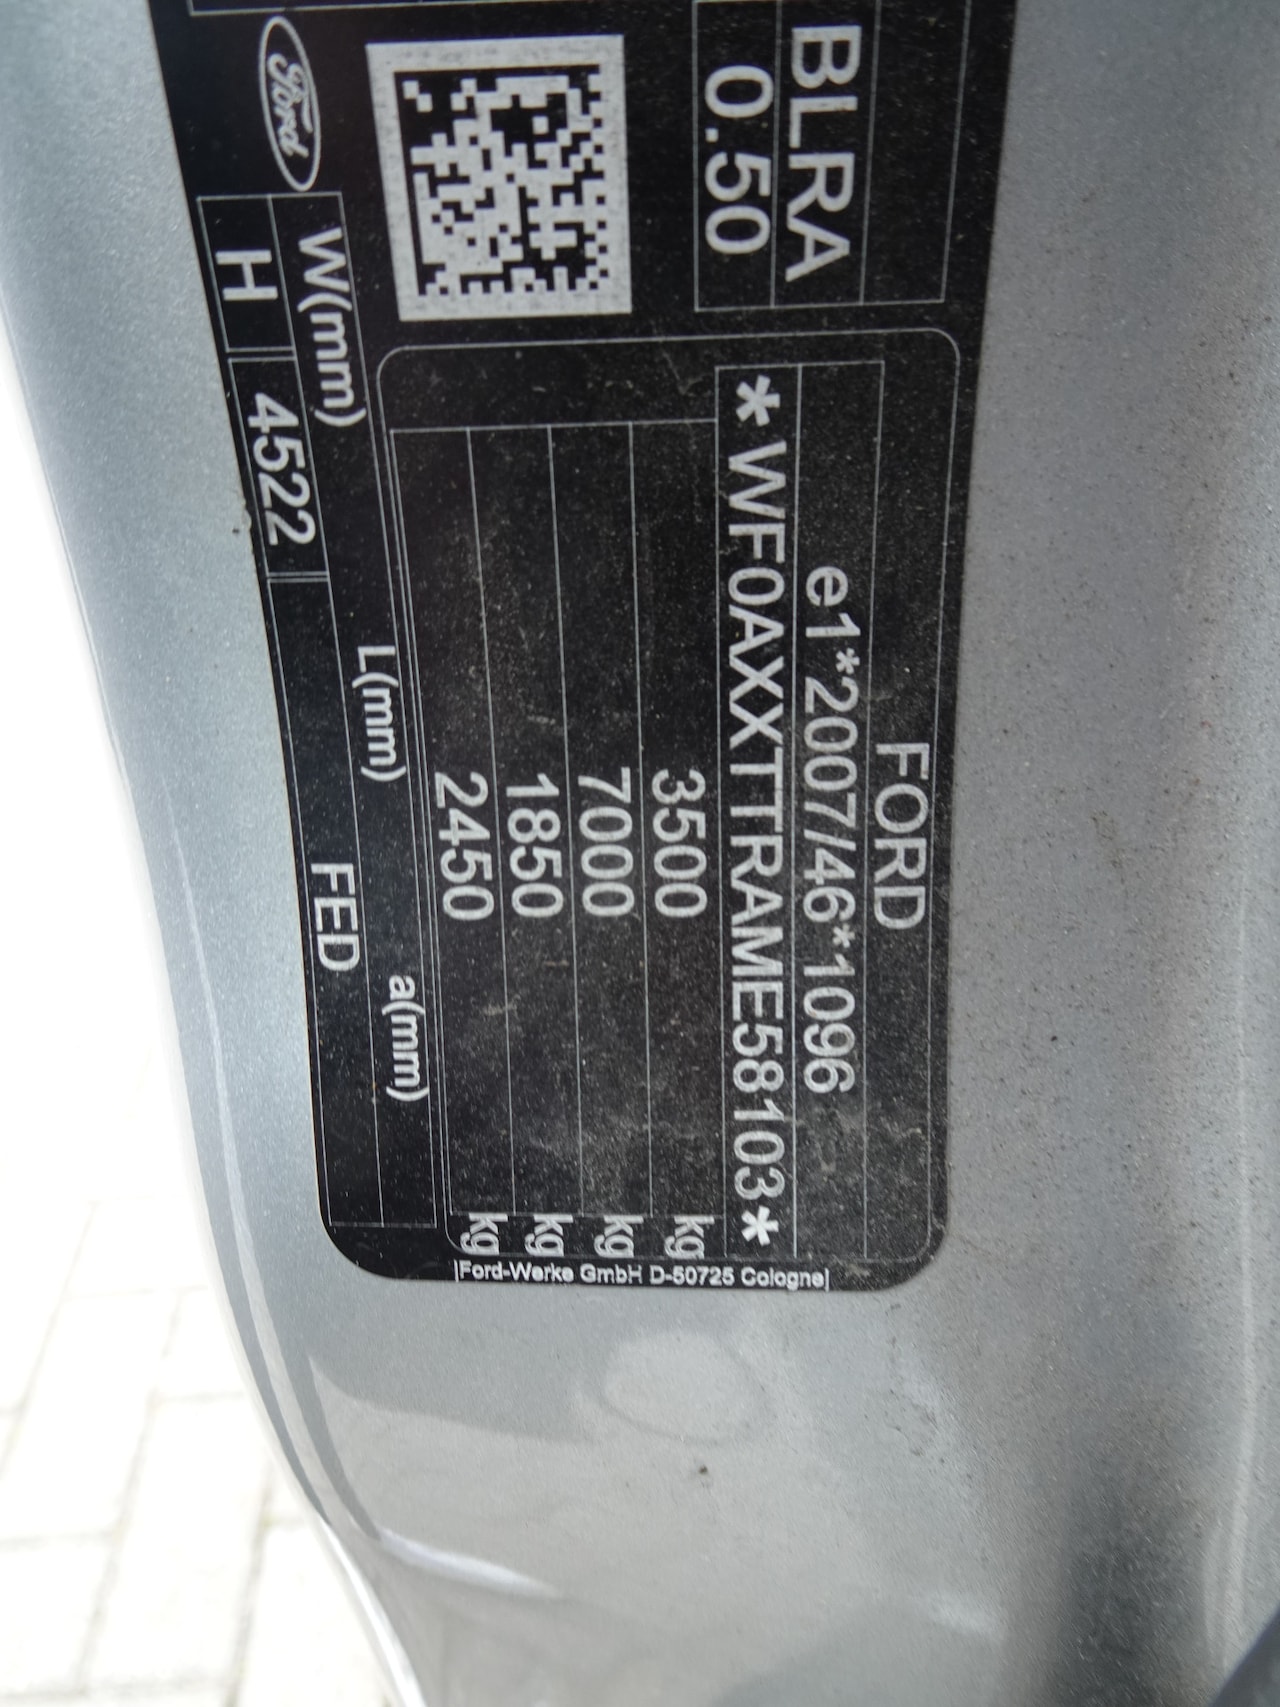 BLRA
0.50
Ford
FORD
e1*2007/46*1096
*WF0AXXTTRAME58103*
3500 kg
7000 kg
1850 kg
2450 kg
W(mm) L(mm) a(mm)
H 4522 FED
Ford-Werke GmbH D-50725 Cologne